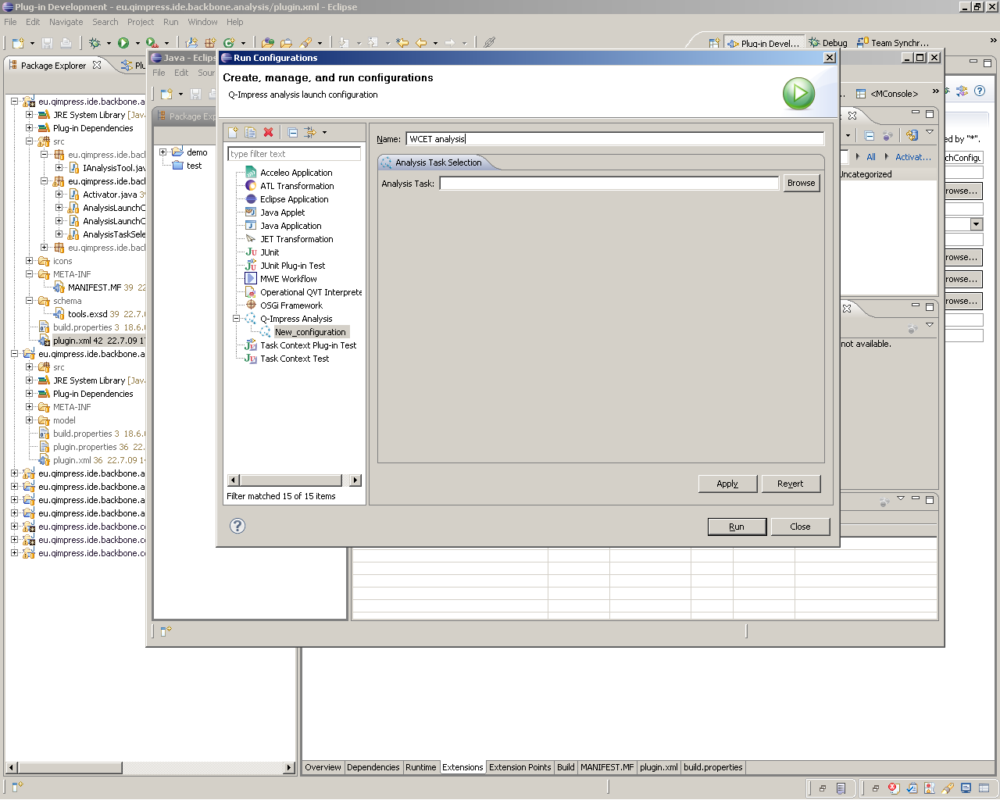 Plug-in Development - eu.qimpress.ide.backbone.analysis/plugin.xml - Eclipse
File Edit Navigate Search Project Run Window Help
Plug-in Devel... Debug Team Synchr...
Package Explorer
eu.qimpress.ide.backbone.a
JRE System Library [Jav
Plug-in Dependencies
src
eu.qimpress.ide.bac
IAnalysisTool.jav
eu.qimpress.ide.back
Activator.java 39
AnalysisLaunchC
AnalysisLaunchC
AnalysisTaskSele
eu.qimpress.ide.bac
icons
META-INF
MANIFEST.MF 39 22
schema
tools.exsd 39 22.7.
build.properties 3 18.6.
plugin.xml 42 22.7.09 1
eu.qimpress.ide.backbone.a
src
JRE System Library [Jav
Plug-in Dependencies
META-INF
model
build.properties 3 18.6.
plugin.properties 36 22.
plugin.xml 36 22.7.09 1
eu.qimpress.ide.backbone.a
eu.qimpress.ide.backbone.a
eu.qimpress.ide.backbone.a
eu.qimpress.ide.backbone.a
eu.qimpress.ide.backbone.c
eu.qimpress.ide.backbone.c
eu.qimpress.ide.backbone.c
Java - Eclips
File Edit Sour
Package Exp
demo
test
Run Configurations
Create, manage, and run configurations
Q-Impress analysis launch configuration
type filter text
Acceleo Application
ATL Transformation
Eclipse Application
Java Applet
Java Application
JET Transformation
JUnit
JUnit Plug-in Test
MWE Workflow
Operational QVT Interprete
OSGi Framework
Q-Impress Analysis
New_configuration
Task Context Plug-in Test
Task Context Test
Filter matched 15 of 15 items
Name: WCET analysis
Analysis Task Selection
Analysis Task: Browse
Apply Revert
Run Close
<MConsole>
All Activat...
Uncategorized
not available.
ed by "*".
chConfigu
rowse...
rowse...
rowse...
rowse...
Overview Dependencies Runtime Extensions Extension Points Build MANIFEST.MF plugin.xml build.properties